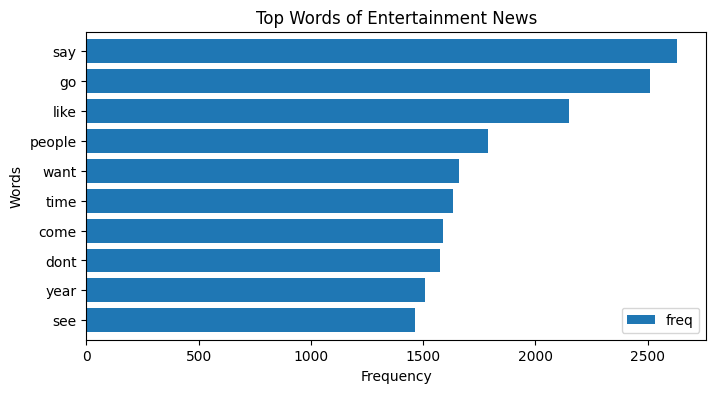 Top Words of Entertainment News
say
go
like
people
want
time
come
dont
year
see
Words
0 500 1000 1500 2000 2500
Frequency
freq